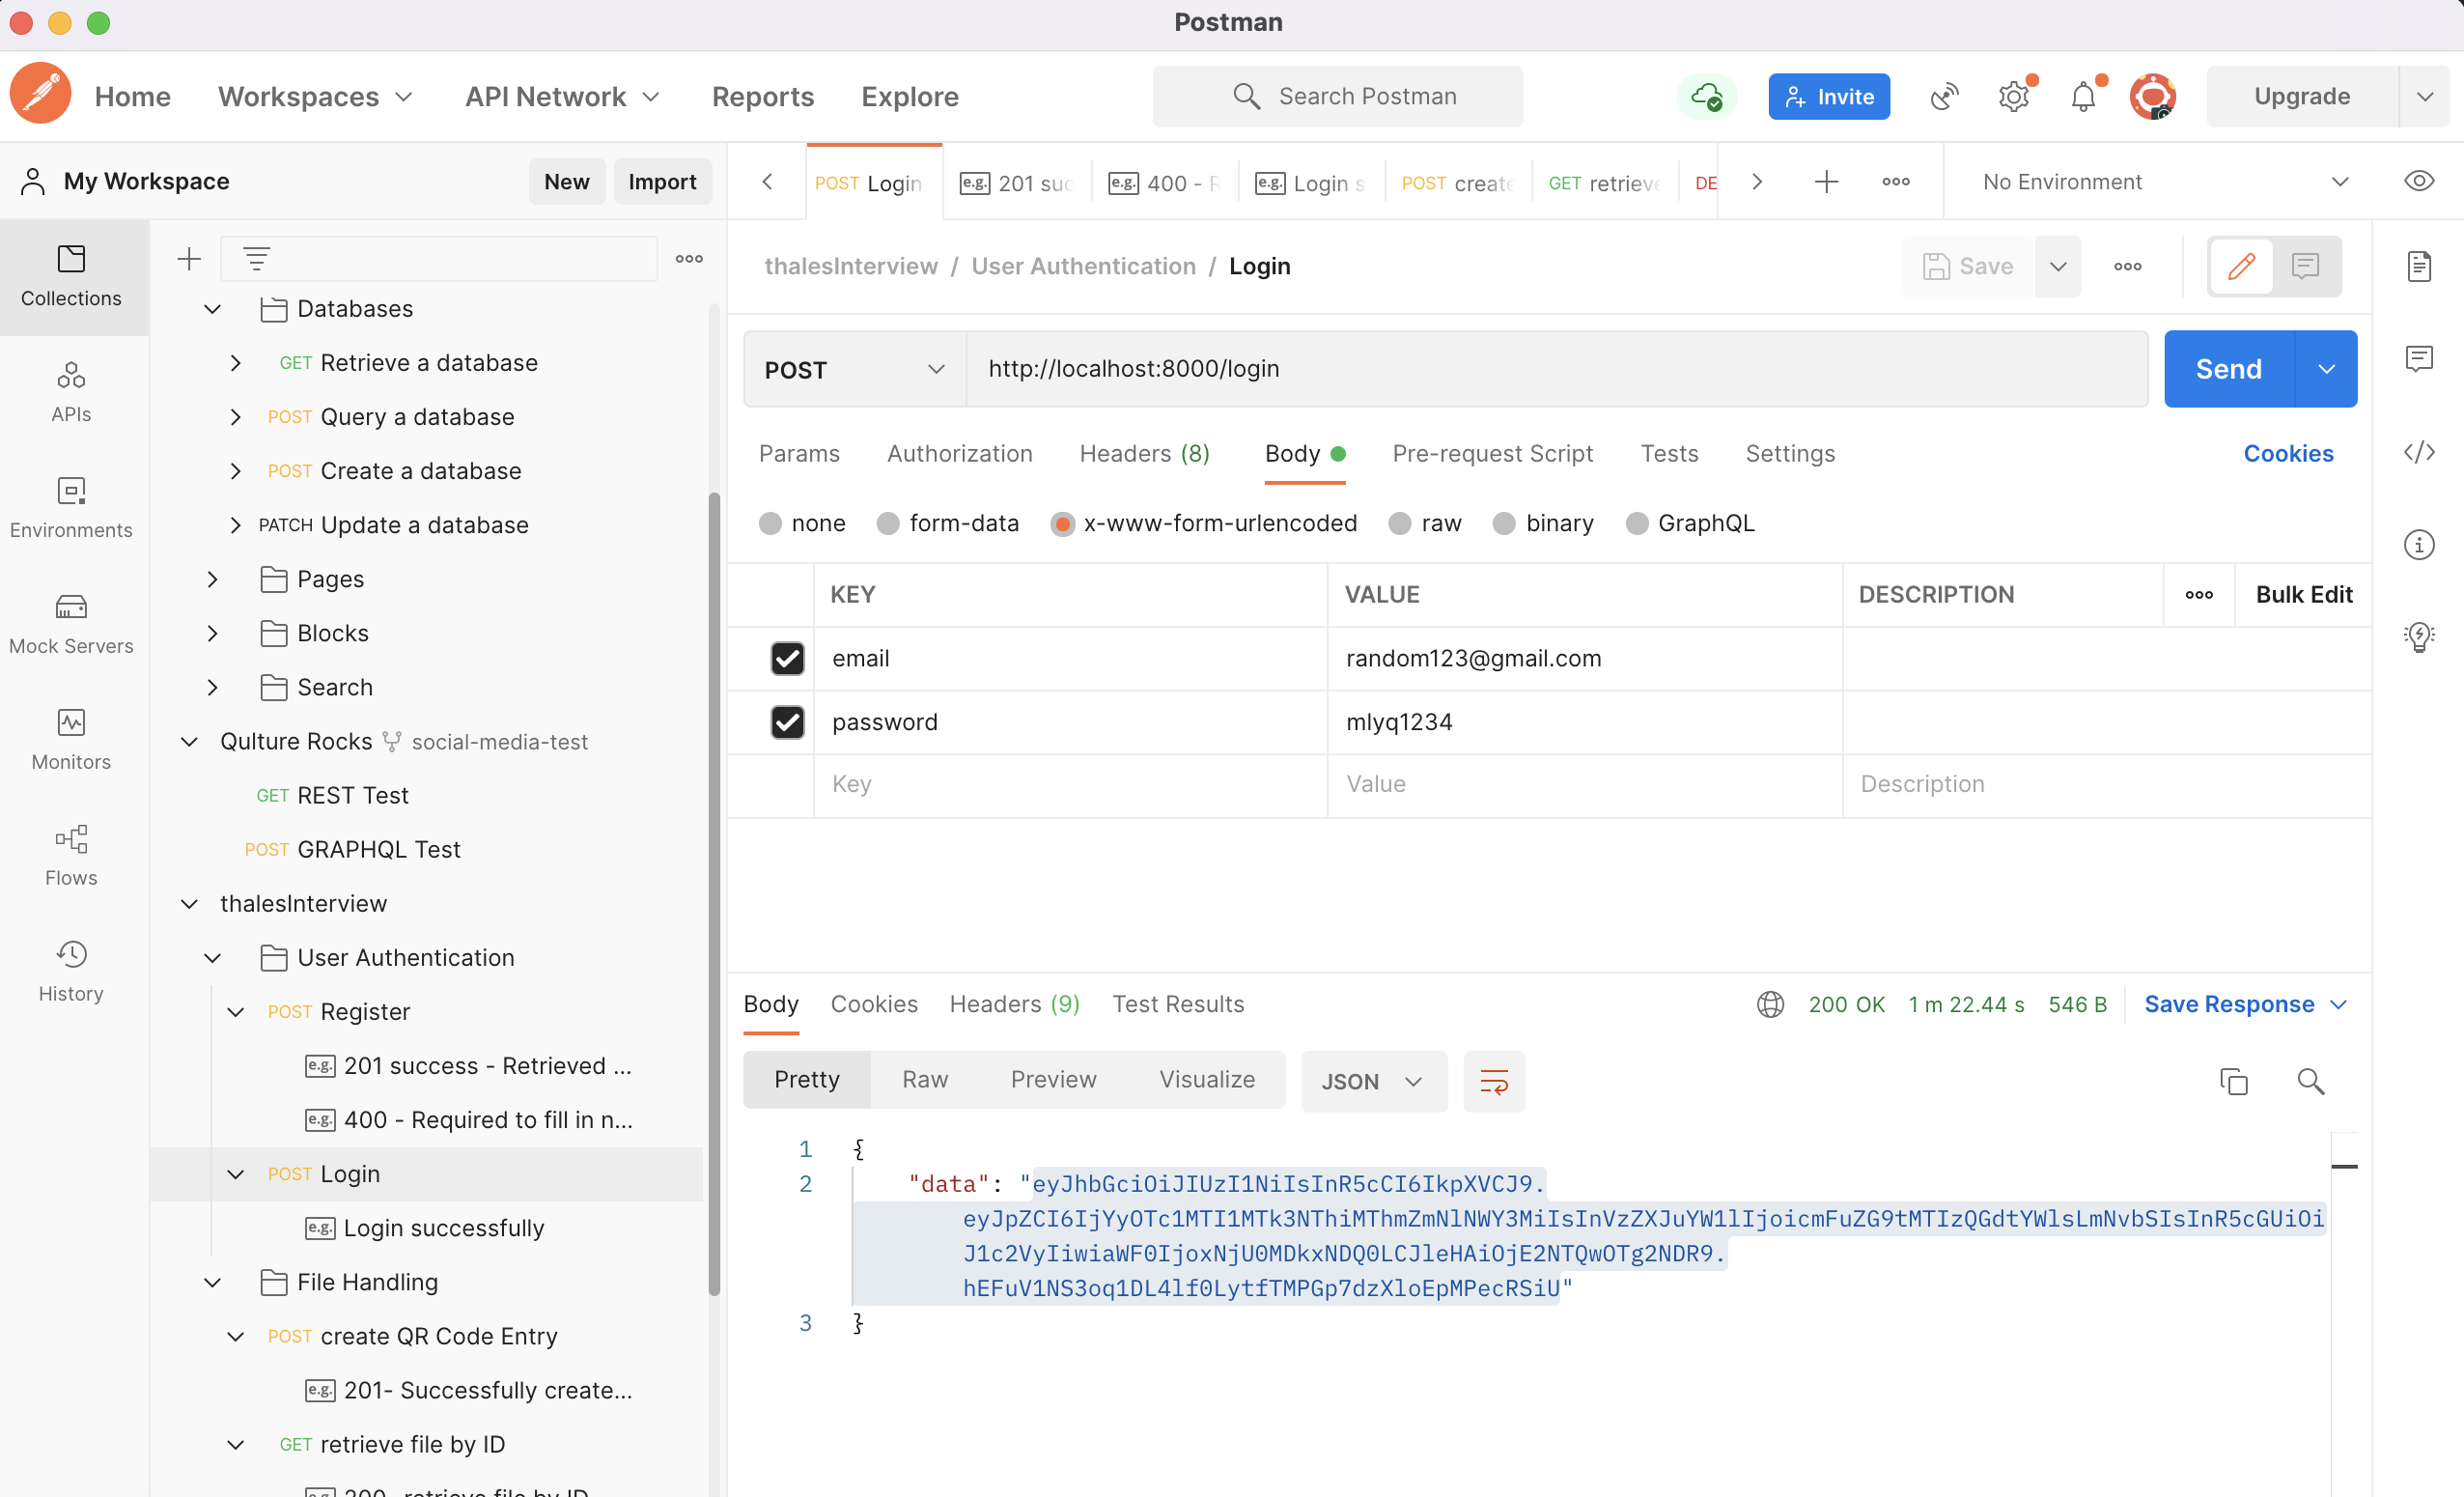 Postman
Home Workspaces API Network Reports Explore Search Postman Invite Upgrade
My Workspace New Import
POST Login e.g. 201 suc e.g. 400 - R e.g. Login s POST create GET retrieve DE No Environment
Collections
APIs
Environments
Mock Servers
Monitors
Flows
History
Databases
GET Retrieve a database
POST Query a database
POST Create a database
PATCH Update a database
Pages
Blocks
Search
Qulture Rocks social-media-test
GET REST Test
POST GRAPHQL Test
thalesInterview
User Authentication
POST Register
e.g. 201 success - Retrieved ...
e.g. 400 - Required to fill in n...
POST Login
e.g. Login successfully
File Handling
POST create QR Code Entry
e.g. 201- Successfully create...
GET retrieve file by ID
thalesInterview / User Authentication / Login Save
POST http://localhost:8000/login Send
Params Authorization Headers (8) Body Pre-request Script Tests Settings Cookies
none form-data x-www-form-urlencoded raw binary GraphQL
KEY VALUE DESCRIPTION Bulk Edit
email random123@gmail.com
password mlyq1234
Key Value Description
Body Cookies Headers (9) Test Results 200 OK 1 m 22.44 s 546 B Save Response
Pretty Raw Preview Visualize JSON
1 {
2 "data": "eyJhbGciOiJIUzI1NiIsInR5cCI6IkpXVCJ9.
eyJpZCI6IjYyOTc1MTI1MTk3NThiMThmZmNlNWY3MiIsInVzZXJuYW1lIjoicmFuZG9tMTIzQGdtYWlsLmNvbSIsInR5cGUiOi
J1c2VyIiwiaWF0IjoxNjU0MDkxNDQ0LCJleHAiOjE2NTQwOTg2NDR9.
hEFuV1NS3oq1DL4lf0LytfTMPGp7dzXloEpMPecRSiU"
3 }